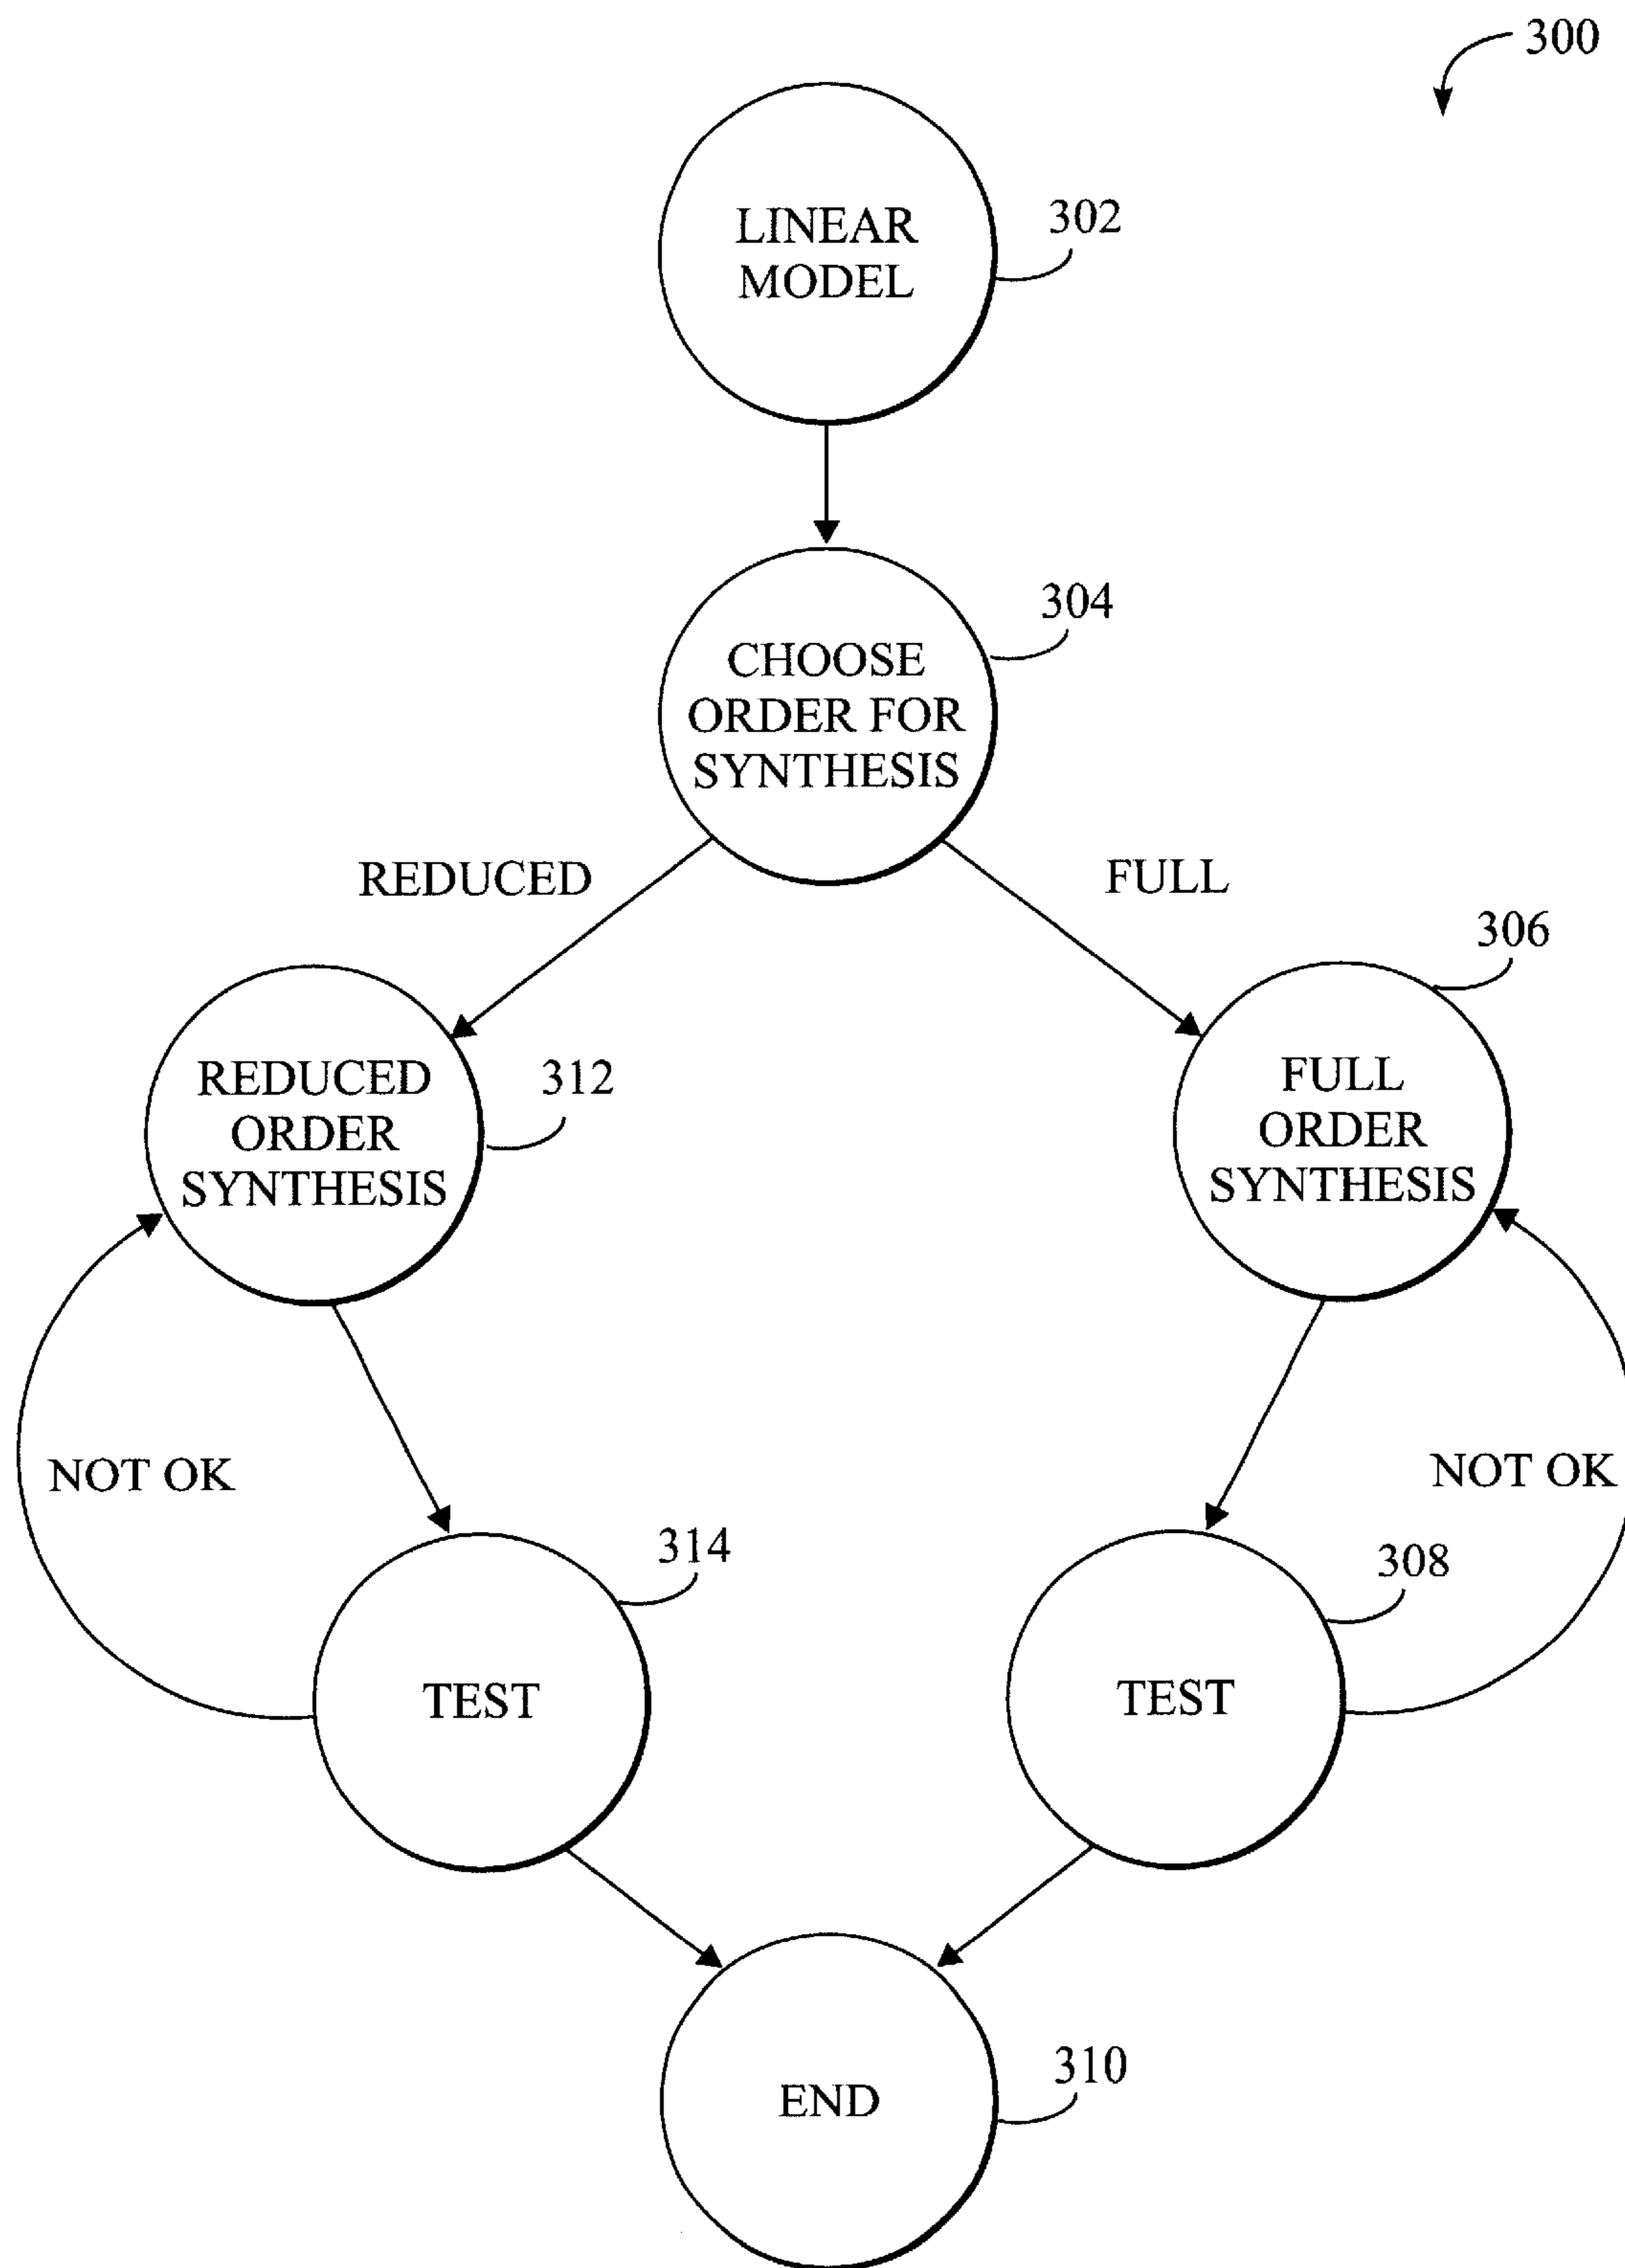 300
LINEAR
MODEL
302
304
CHOOSE
ORDER FOR
SYNTHESIS
REDUCED
FULL
306
REDUCED
ORDER
SYNTHESIS
312
FULL
ORDER
SYNTHESIS
NOT OK
NOT OK
314
308
TEST
TEST
310
END